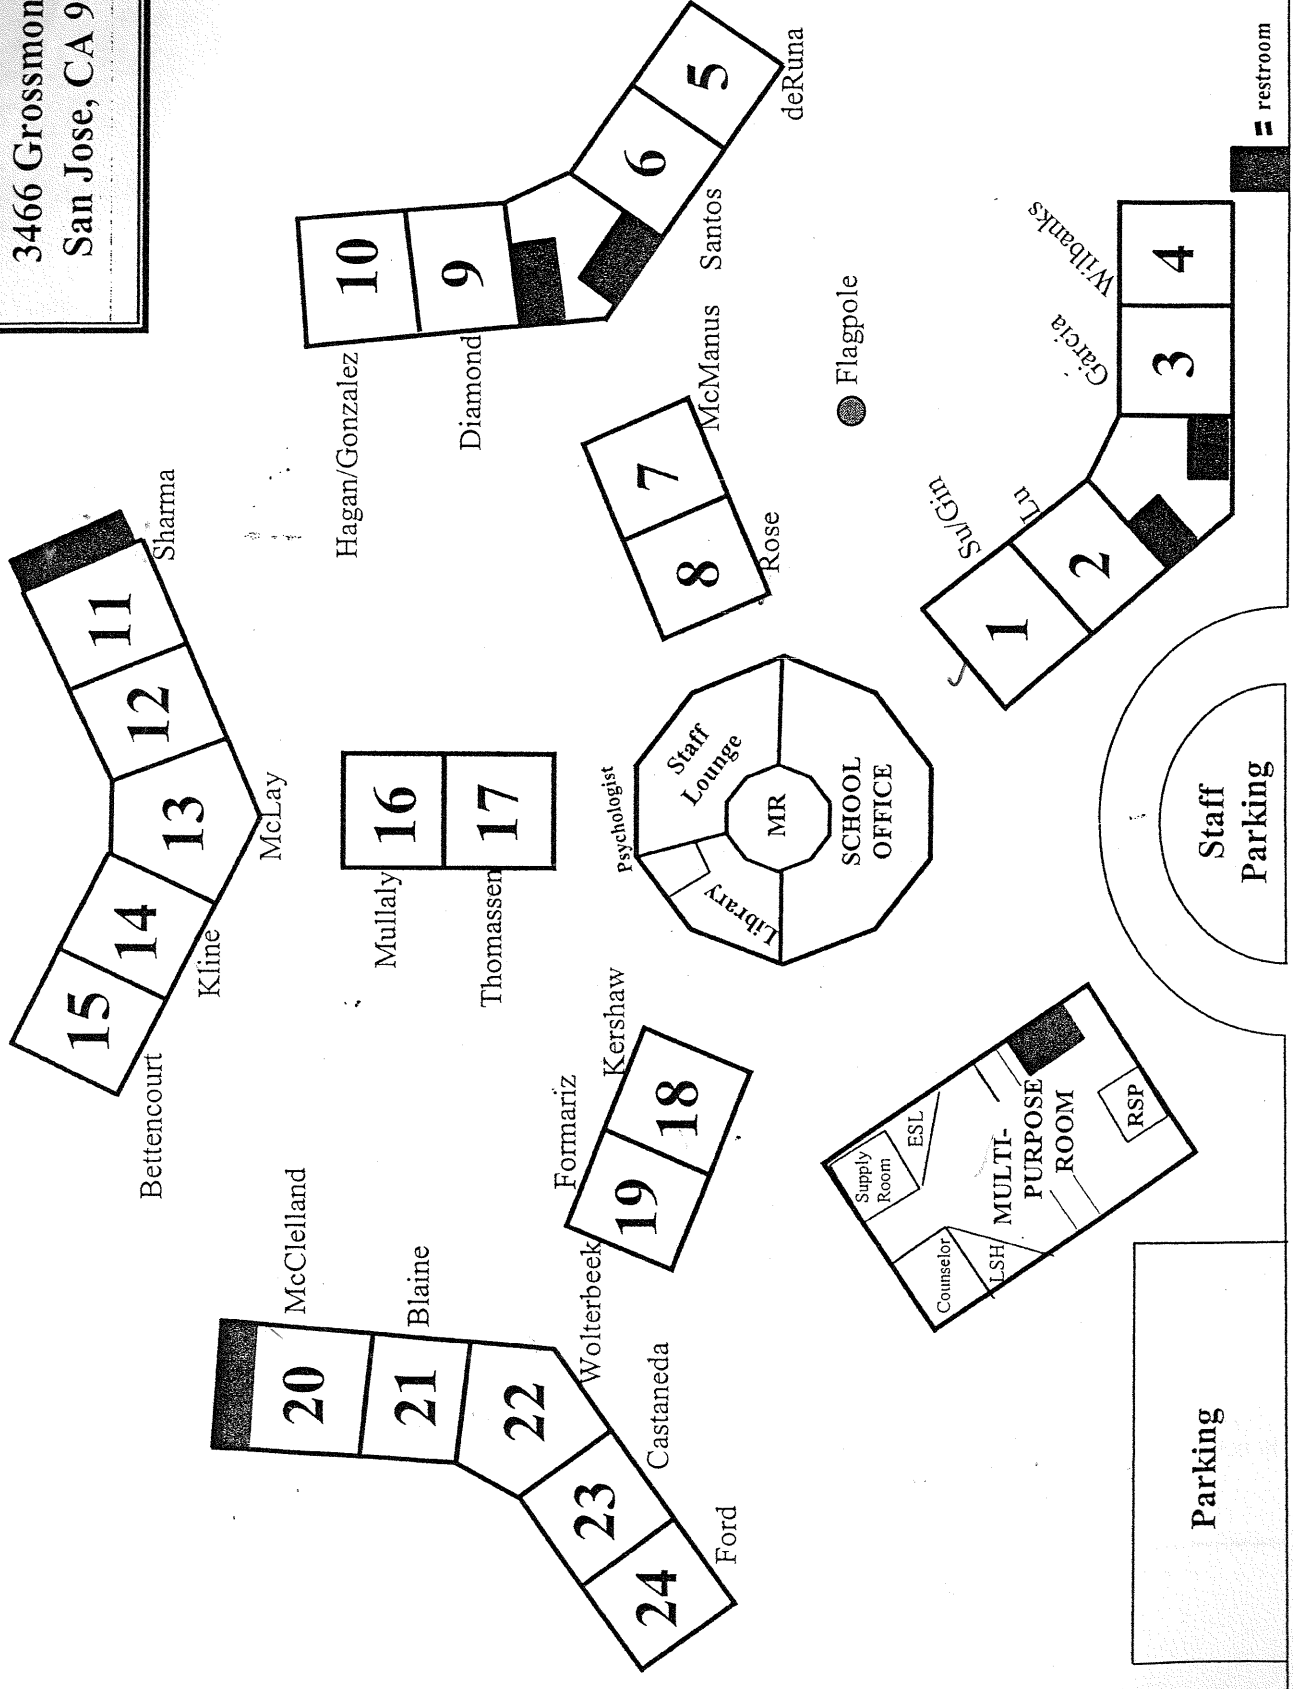 3466 Grossmon
San Jose, CA 9
15
14
13
12
11
Bettencourt
Kline
McLay
Sharma
McClelland
20
Blaine
21
22
23
24
Wolterbeek
Castaneda
Ford
Formariz
Kershaw
19
18
Mullaly
16
Thomassen
17
Hagan/Gonzalez
10
Diamond
9
6
5
Santos
deRuna
McManus
7
8
Rose
Flagpole
Psychologist
Staff
Lounge
Library
MR
SCHOOL
OFFICE
Supply
Room
ESL
Counselor
LSH
MULTI-
PURPOSE
ROOM
RSP
Su/Gin
Lu
Garcia
Wilbanks
1
2
3
4
Parking
Staff
Parking
= restroom